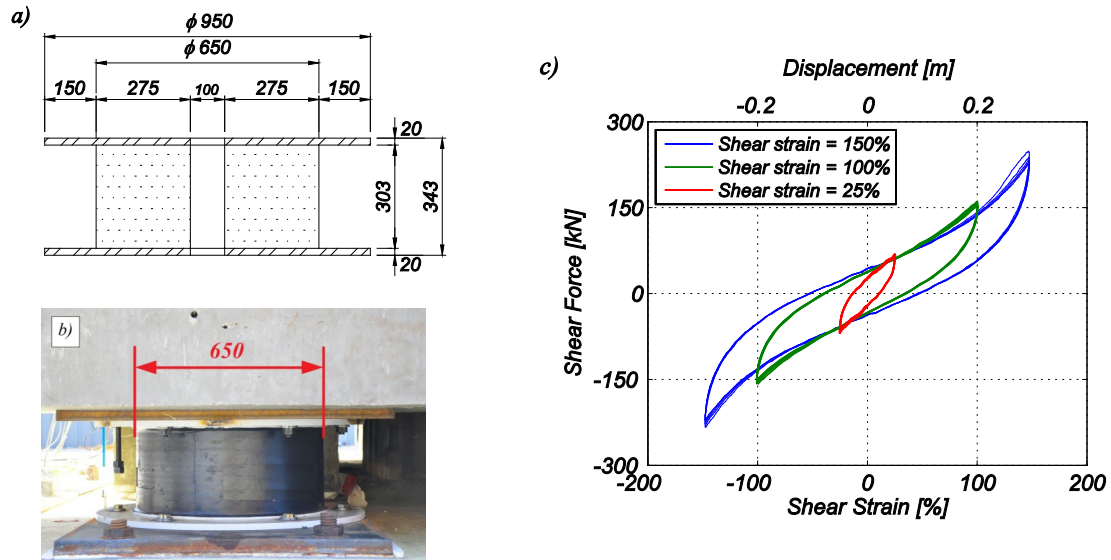 a)
ϕ 950
ϕ 650
150 275 100 275 150
20
303
343
20
b)
650
c)
Displacement [m]
-0.2 0 0.2
300
150
0
-150
-300
Shear Force [kN]
Shear strain = 150%
Shear strain = 100%
Shear strain = 25%
-200 -100 0 100 200
Shear Strain [%]